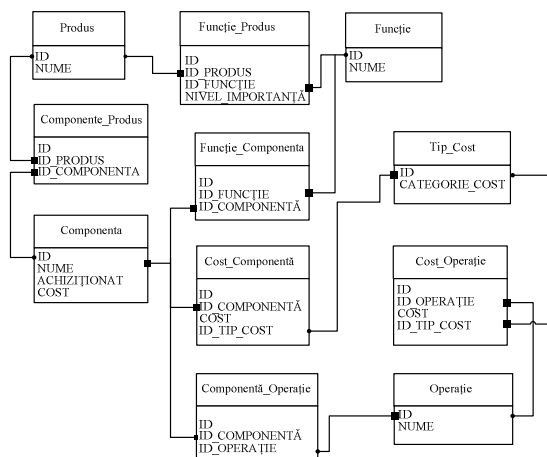 Produs
ID
NUME
Funcție_Produs
ID
ID_PRODUS
ID_FUNCȚIE
NIVEL_IMPORTANȚĂ
Funcție
ID
NUME
Componente_Produs
ID
ID_PRODUS
ID_COMPONENTA
Funcție_Componenta
ID
ID_FUNCȚIE
ID_COMPONENTĂ
Tip_Cost
ID
CATEGORIE_COST
Componenta
ID
NUME
ACHIZIȚIONAT
COST
Cost_Componentă
ID
ID_COMPONENTĂ
COST
ID_TIP_COST
Cost_Operație
ID
ID_OPERAȚIE
COST
ID_TIP_COST
Componentă_Operație
ID
ID_COMPONENTĂ
ID_OPERAȚIE
Operație
ID
NUME